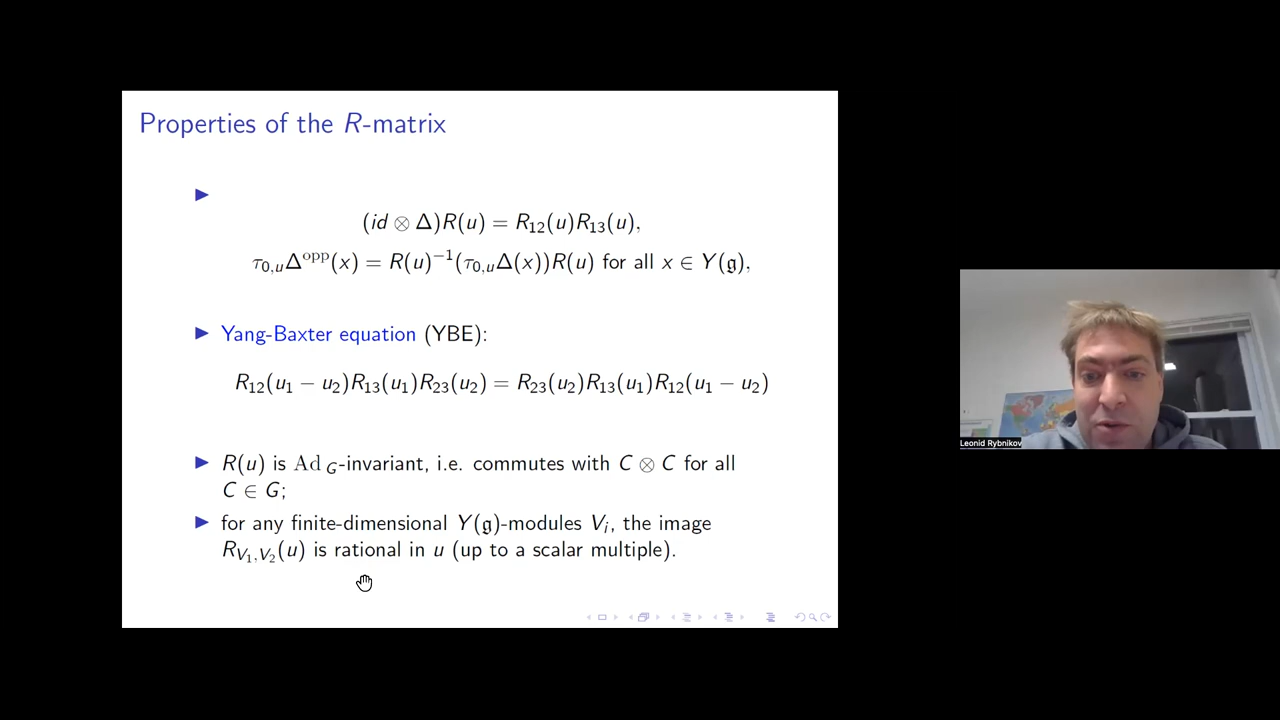 Properties of the R-matrix
(id ⊗ Δ)R(u) = R₁₂(u)R₁₃(u),
τ₀,ᵤΔᵒᵖᵖ(x) = R(u)⁻¹(τ₀,ᵤΔ(x))R(u) for all x ∈ Y(𝔤),
Yang-Baxter equation (YBE):
R₁₂(u₁ − u₂)R₁₃(u₁)R₂₃(u₂) = R₂₃(u₂)R₁₃(u₁)R₁₂(u₁ − u₂)
R(u) is Ad G-invariant, i.e. commutes with C ⊗ C for all
C ∈ G;
for any finite-dimensional Y(𝔤)-modules Vᵢ, the image
R_{V₁,V₂}(u) is rational in u (up to a scalar multiple).
Leonid Rybnikov